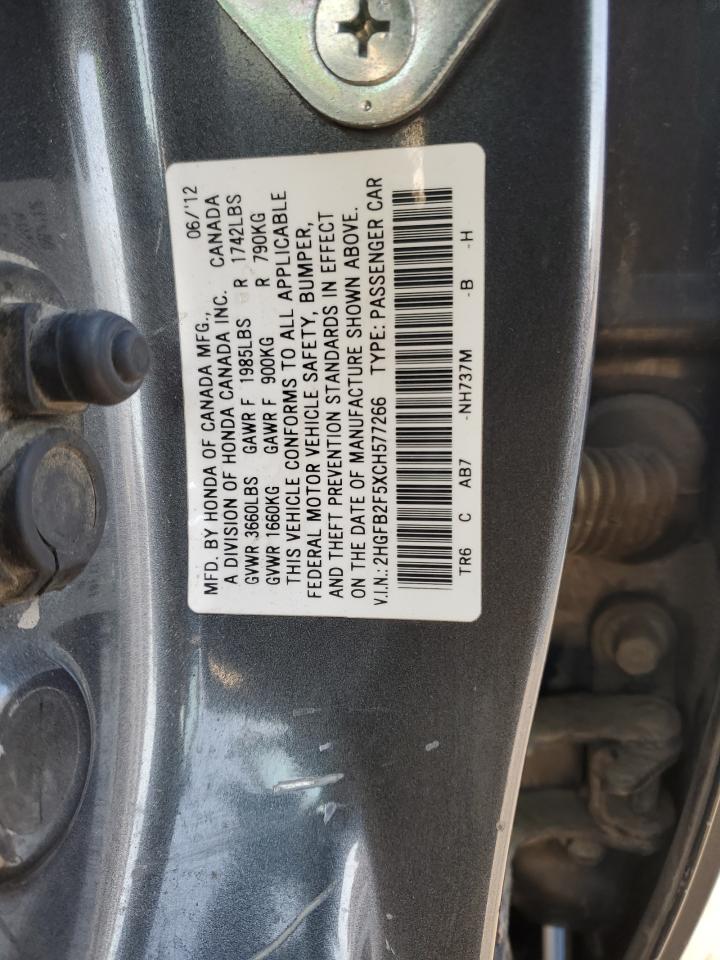 06/'12
MFD. BY HONDA OF CANADA MFG.,
A DIVISION OF HONDA CANADA INC. CANADA
GVWR 3660LBS GAWR F 1985LBS R 1742LBS
GVWR 1660KG GAWR F 900KG R 790KG
THIS VEHICLE CONFORMS TO ALL APPLICABLE
FEDERAL MOTOR VEHICLE SAFETY, BUMPER,
AND THEFT PREVENTION STANDARDS IN EFFECT
ON THE DATE OF MANUFACTURE SHOWN ABOVE.
V.I.N.: 2HGFB2F5XCH577266 TYPE: PASSENGER CAR
TR6 C AB7 -NH737M -B -H